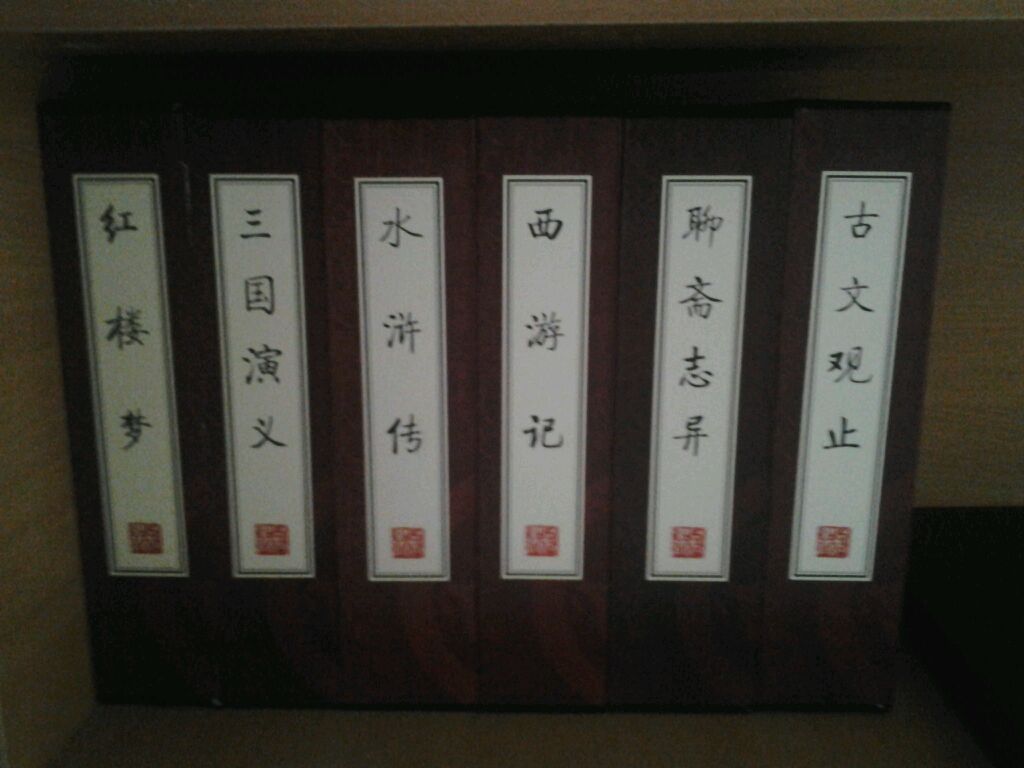 红楼梦
三国演义
水浒传
西游记
聊斋志异
古文观止